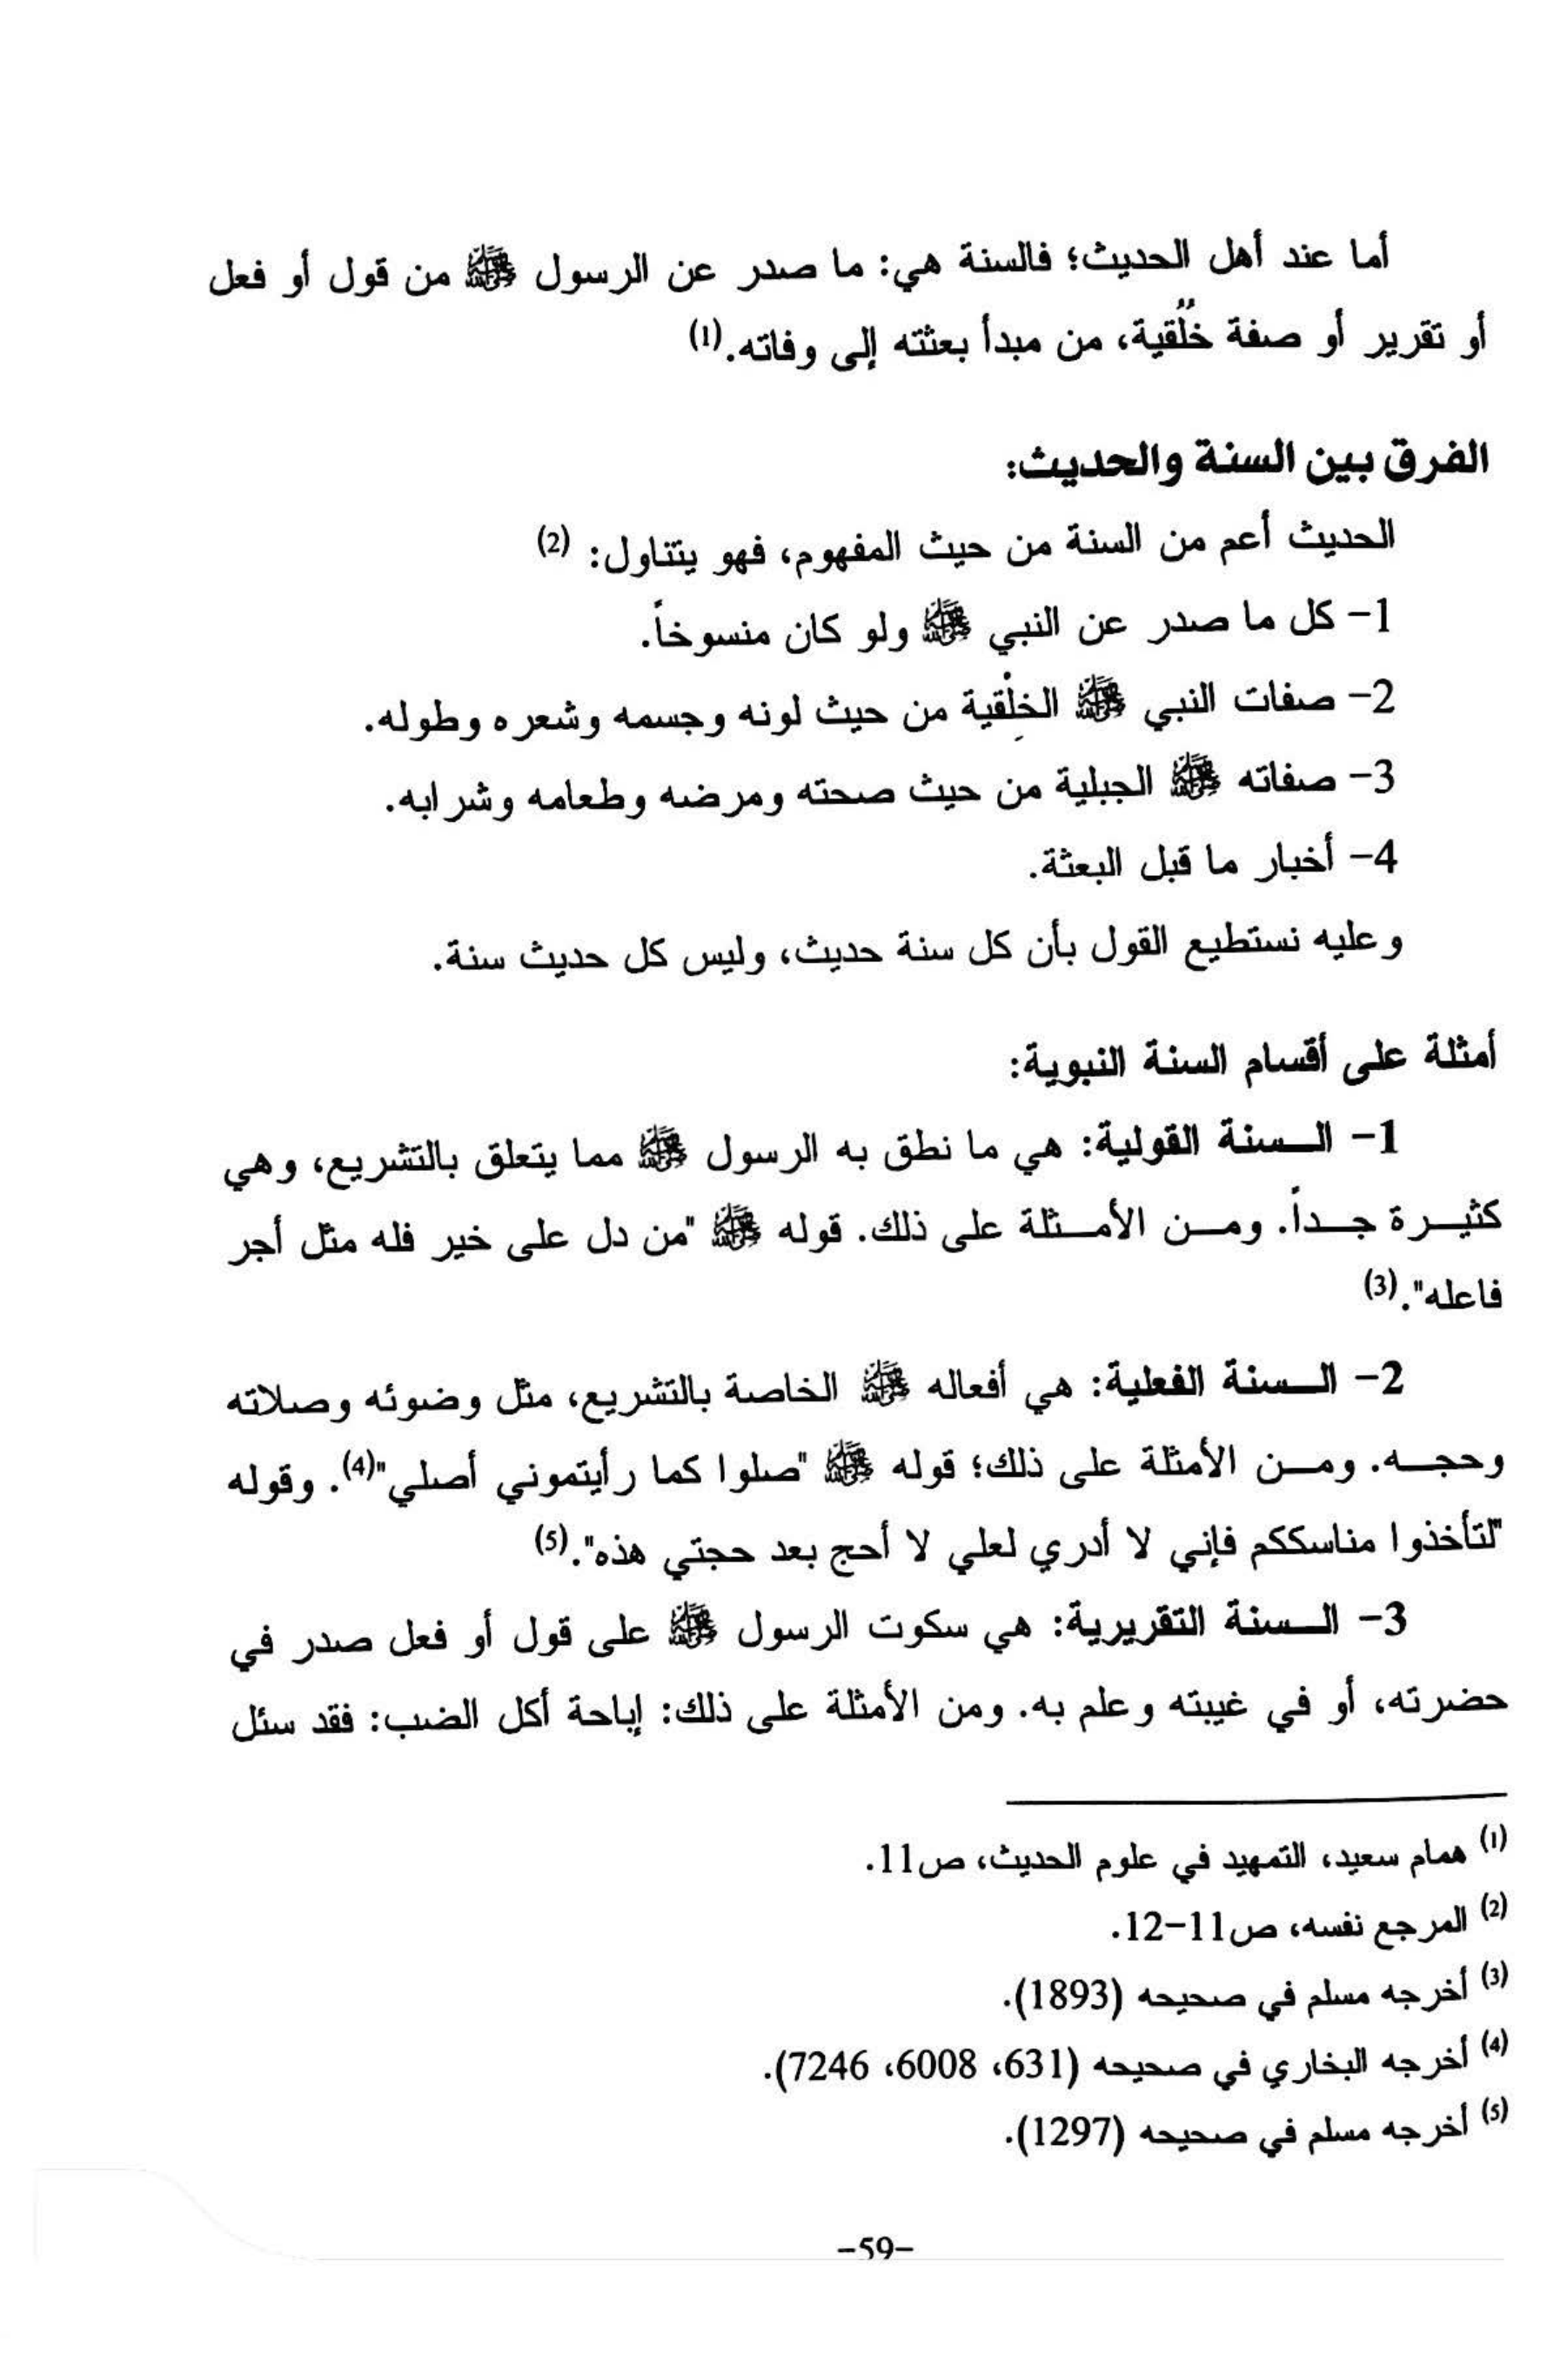 أما عند أهل الحديث؛ فالسنة هي: ما صدر عن الرسول ﷺ من قول أو فعل
أو تقرير أو صفة خُلُقية، من مبدأ بعثته إلى وفاته.(1)
الفرق بين السنة والحديث:
الحديث أعم من السنة من حيث المفهوم، فهو يتناول: (2)
1- كل ما صدر عن النبي ﷺ ولو كان منسوخاً.
2- صفات النبي ﷺ الخِلْقية من حيث لونه وجسمه وشعره وطوله.
3- صفاته ﷺ الجبلية من حيث صحته ومرضه وطعامه وشرابه.
4- أخبار ما قبل البعثة.
وعليه نستطيع القول بأن كل سنة حديث، وليس كل حديث سنة.
أمثلة على أقسام السنة النبوية:
1- الـسنة القولية: هي ما نطق به الرسول ﷺ مما يتعلق بالتشريع، وهي
كثيـرة جـداً. ومـن الأمـثلة على ذلك. قوله ﷺ "من دل على خير فله مثل أجر
فاعله".(3)
2- الـسنة الفعلية: هي أفعاله ﷺ الخاصة بالتشريع، مثل وضوئه وصلاته
وحجـه. ومـن الأمثلة على ذلك؛ قوله ﷺ "صلوا كما رأيتموني أصلي"(4). وقوله
"لتأخذوا مناسككم فإني لا أدري لعلي لا أحج بعد حجتي هذه".(5)
3- الـسنة التقريرية: هي سكوت الرسول ﷺ على قول أو فعل صدر في
حضرته، أو في غيبته وعلم به. ومن الأمثلة على ذلك: إباحة أكل الضب: فقد سئل
(1) همام سعيد، التمهيد في علوم الحديث، ص11.
(2) المرجع نفسه، ص11-12.
(3) أخرجه مسلم في صحيحه (1893).
(4) أخرجه البخاري في صحيحه (631، 6008، 7246).
(5) أخرجه مسلم في صحيحه (1297).
-59-